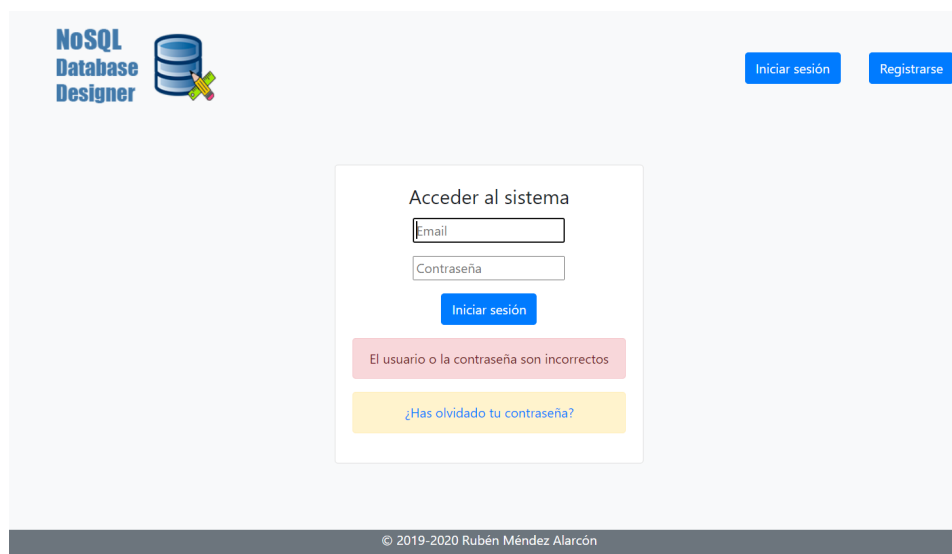 NoSQL
Database
Designer
Iniciar sesión
Registrarse
Acceder al sistema
Email
Contraseña
Iniciar sesión
El usuario o la contraseña son incorrectos
¿Has olvidado tu contraseña?
© 2019-2020 Rubén Méndez Alarcón